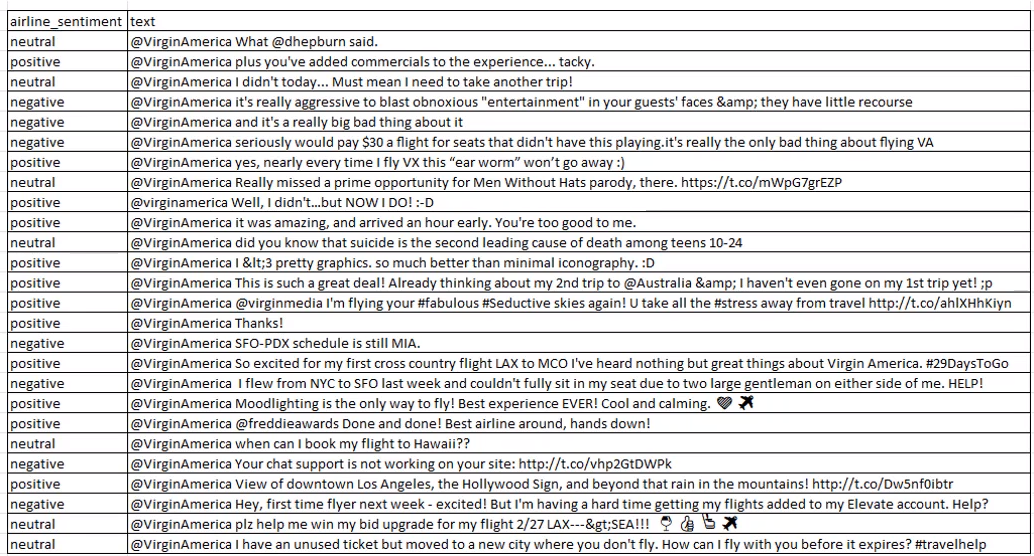 airline_sentiment text
neutral @VirginAmerica What @dhepburn said.
positive @VirginAmerica plus you've added commercials to the experience... tacky.
neutral @VirginAmerica I didn't today... Must mean I need to take another trip!
negative @VirginAmerica it's really aggressive to blast obnoxious "entertainment" in your guests' faces &amp; they have little recourse
negative @VirginAmerica and it's a really big bad thing about it
negative @VirginAmerica seriously would pay $30 a flight for seats that didn't have this playing.it's really the only bad thing about flying VA
positive @VirginAmerica yes, nearly every time I fly VX this “ear worm” won’t go away :)
neutral @VirginAmerica Really missed a prime opportunity for Men Without Hats parody, there. https://t.co/mWpG7grEZP
positive @virginamerica Well, I didn't…but NOW I DO! :-D
positive @VirginAmerica it was amazing, and arrived an hour early. You're too good to me.
neutral @VirginAmerica did you know that suicide is the second leading cause of death among teens 10-24
positive @VirginAmerica I &lt;3 pretty graphics. so much better than minimal iconography. :D
positive @VirginAmerica This is such a great deal! Already thinking about my 2nd trip to @Australia &amp; I haven't even gone on my 1st trip yet! ;p
positive @VirginAmerica @virginmedia I'm flying your #fabulous #Seductive skies again! U take all the #stress away from travel http://t.co/ahlXHhKiyn
positive @VirginAmerica Thanks!
negative @VirginAmerica SFO-PDX schedule is still MIA.
positive @VirginAmerica So excited for my first cross country flight LAX to MCO I've heard nothing but great things about Virgin America. #29DaysToGo
negative @VirginAmerica  I flew from NYC to SFO last week and couldn't fully sit in my seat due to two large gentleman on either side of me. HELP!
positive @VirginAmerica Moodlighting is the only way to fly! Best experience EVER! Cool and calming. 💜✈
positive @VirginAmerica @freddieawards Done and done! Best airline around, hands down!
neutral @VirginAmerica when can I book my flight to Hawaii??
negative @VirginAmerica Your chat support is not working on your site: http://t.co/vhp2GtDWPk
positive @VirginAmerica View of downtown Los Angeles, the Hollywood Sign, and beyond that rain in the mountains! http://t.co/Dw5nf0ibtr
negative @VirginAmerica Hey, first time flyer next week - excited! But I'm having a hard time getting my flights added to my Elevate account. Help?
neutral @VirginAmerica plz help me win my bid upgrade for my flight 2/27 LAX---&gt;SEA!!! 🍷👍💺✈
neutral @VirginAmerica I have an unused ticket but moved to a new city where you don't fly. How can I fly with you before it expires? #travelhelp